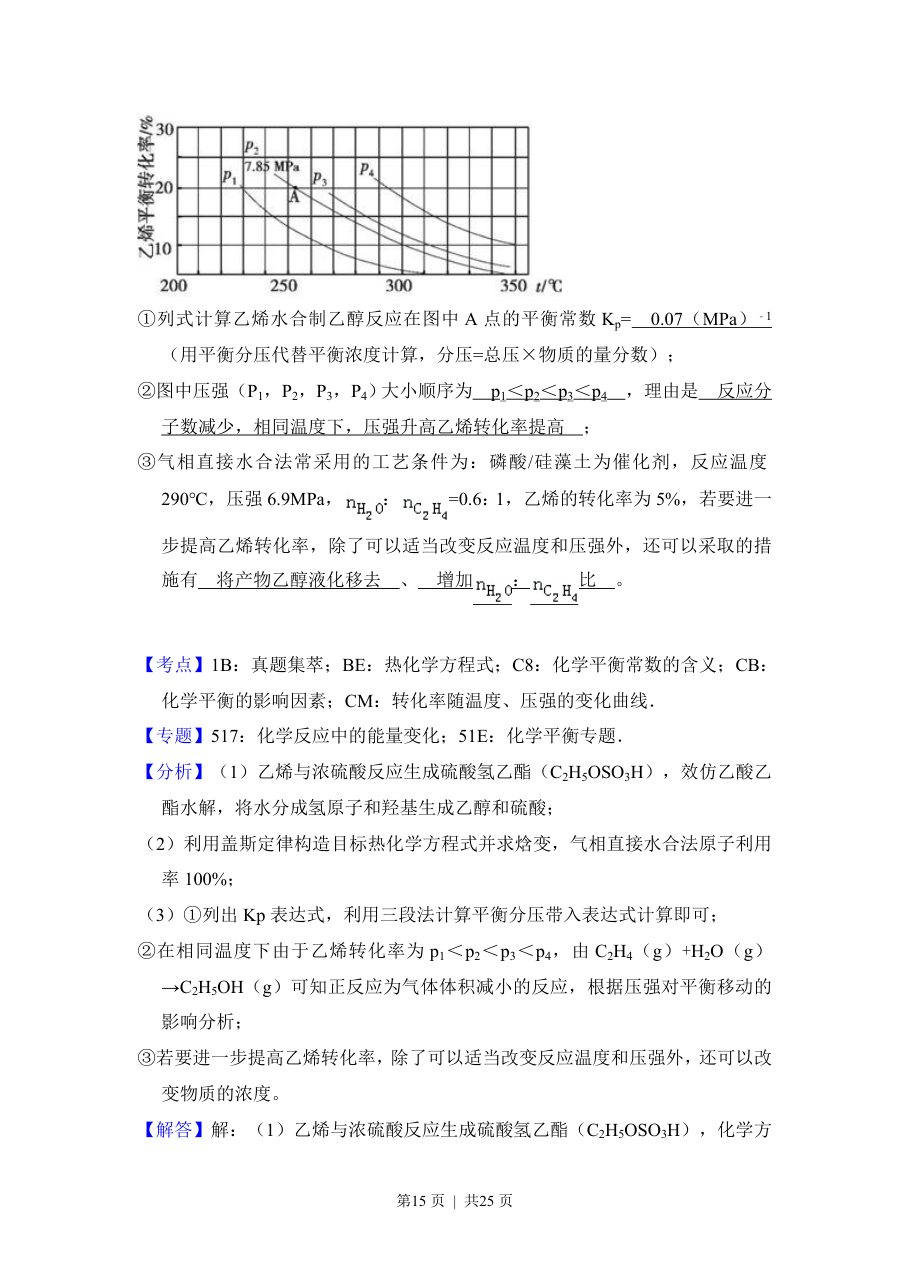 乙烯平衡转化率/%
30
20
10
p₁
p₂
7.85 MPa
A
p₃
p₄
200 250 300 350 t/℃
①列式计算乙烯水合制乙醇反应在图中 A 点的平衡常数 Kp= 0.07（MPa）﹣1
（用平衡分压代替平衡浓度计算，分压=总压×物质的量分数）；
②图中压强（P1，P2，P3，P4）大小顺序为 p1＜p2＜p3＜p4 ，理由是 反应分
子数减少，相同温度下，压强升高乙烯转化率提高 ；
③气相直接水合法常采用的工艺条件为：磷酸/硅藻土为催化剂，反应温度
290℃，压强 6.9MPa，nH2O：nC2H4=0.6：1，乙烯的转化率为 5%，若要进一
步提高乙烯转化率，除了可以适当改变反应温度和压强外，还可以采取的措
施有 将产物乙醇液化移去 、 增加nH2O：nC2H4比 。
【考点】1B：真题集萃；BE：热化学方程式；C8：化学平衡常数的含义；CB：
化学平衡的影响因素；CM：转化率随温度、压强的变化曲线．
【专题】517：化学反应中的能量变化；51E：化学平衡专题．
【分析】（1）乙烯与浓硫酸反应生成硫酸氢乙酯（C2H5OSO3H），效仿乙酸乙
酯水解，将水分成氢原子和羟基生成乙醇和硫酸；
（2）利用盖斯定律构造目标热化学方程式并求焓变，气相直接水合法原子利用
率 100%；
（3）①列出 Kp 表达式，利用三段法计算平衡分压带入表达式计算即可；
②在相同温度下由于乙烯转化率为 p1＜p2＜p3＜p4，由 C2H4（g）+H2O（g）
→C2H5OH（g）可知正反应为气体体积减小的反应，根据压强对平衡移动的
影响分析；
③若要进一步提高乙烯转化率，除了可以适当改变反应温度和压强外，还可以改
变物质的浓度。
【解答】解：（1）乙烯与浓硫酸反应生成硫酸氢乙酯（C2H5OSO3H），化学方
第15 页 | 共25 页